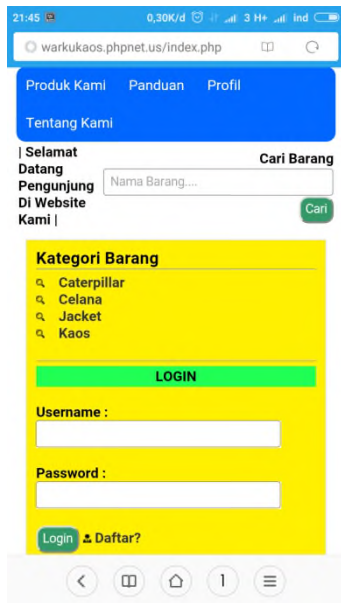 21:45 0,30K/d 3 H+ ind
warkukaos.phpnet.us/index.php
Produk Kami Panduan Profil
Tentang Kami
| Selamat
Datang
Pengunjung
Di Website
Kami |
Cari Barang
Nama Barang....
Cari
Kategori Barang
Caterpillar
Celana
Jacket
Kaos
LOGIN
Username :
Password :
Login Daftar?
1